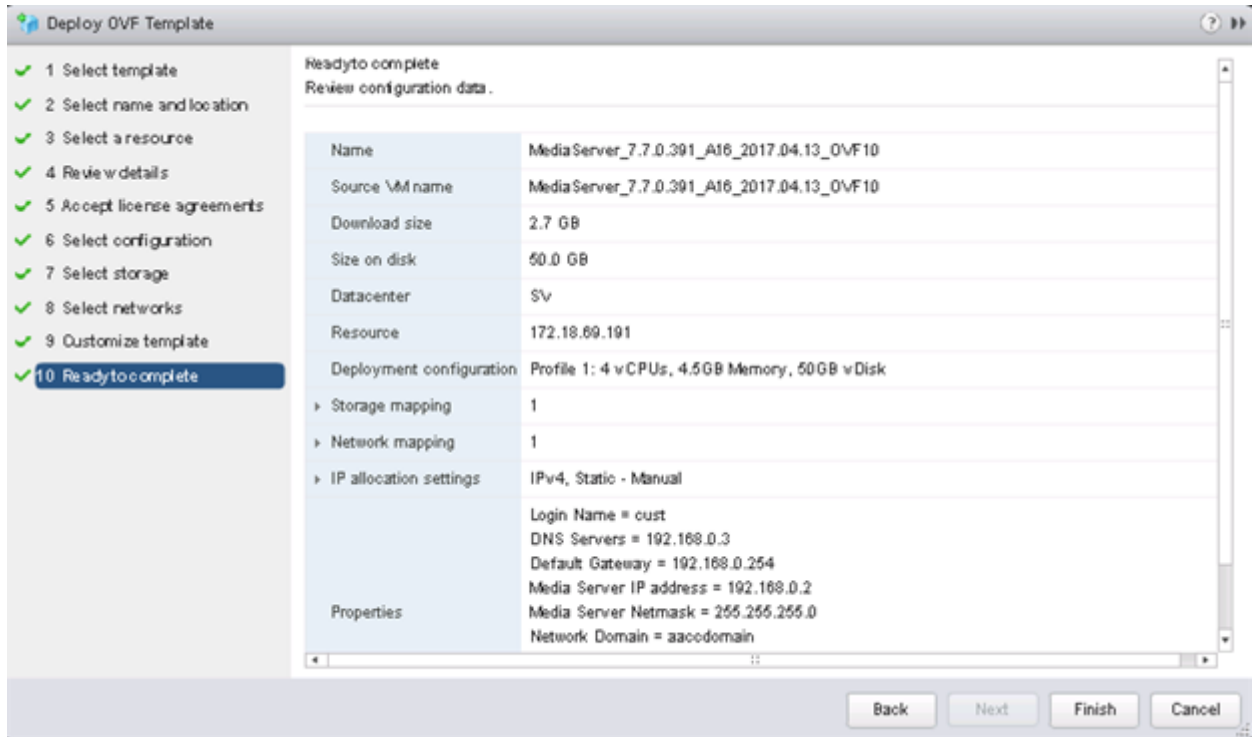 Deploy OVF Template
1 Select template
2 Select name and location
3 Select a resource
4 Review details
5 Accept license agreements
6 Select configuration
7 Select storage
8 Select networks
9 Customize template
10 Ready to complete
Ready to complete
Review configuration data.
Name MediaServer_7.7.0.391_A16_2017.04.13_OVF10
Source VM name MediaServer_7.7.0.391_A16_2017.04.13_OVF10
Download size 2.7 GB
Size on disk 50.0 GB
Datacenter SV
Resource 172.18.69.191
Deployment configuration Profile 1: 4 vCPUs, 4.5GB Memory, 50GB vDisk
Storage mapping 1
Network mapping 1
IP allocation settings IPv4, Static - Manual
Properties
Login Name = cust
DNS Servers = 192.168.0.3
Default Gateway = 192.168.0.254
Media Server IP address = 192.168.0.2
Media Server Netmask = 255.255.255.0
Network Domain = aaccdomain
Back Next Finish Cancel